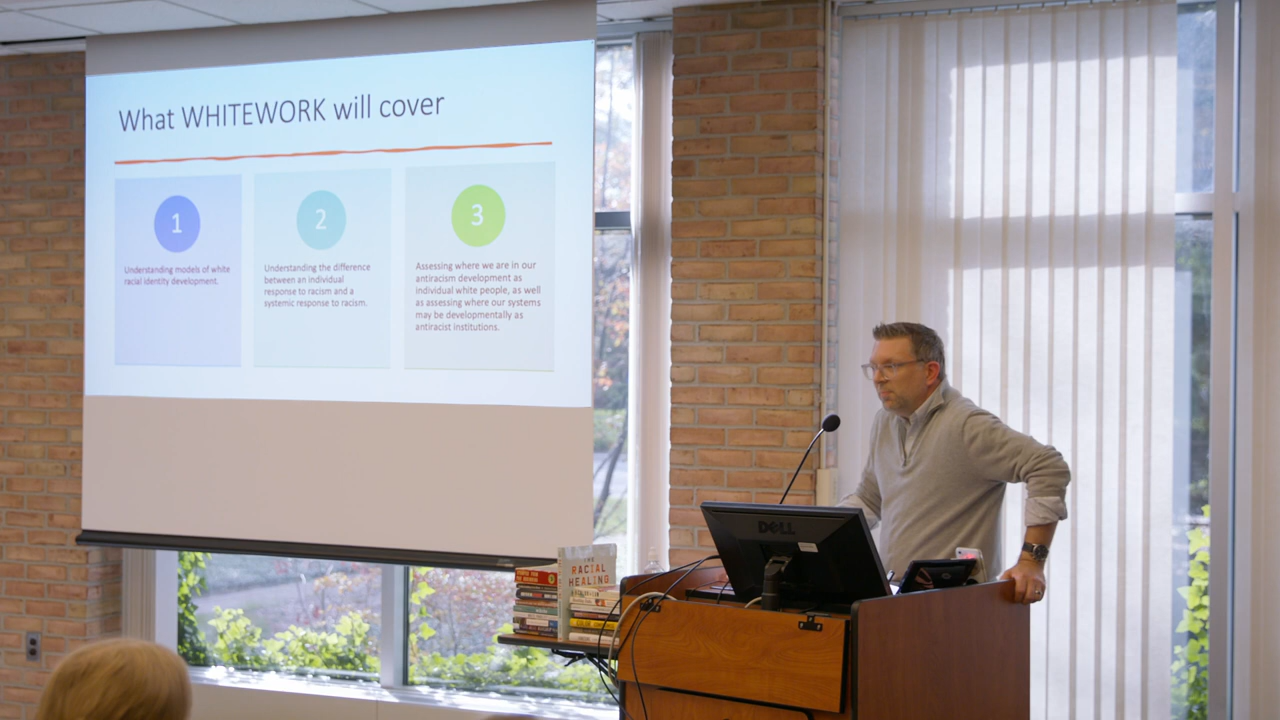 What WHITEWORK will cover
1
Understanding models of white
racial identity development.
2
Understanding the difference
between an individual
response to racism and a
systemic response to racism.
3
Assessing where we are in our
antiracism development as
individual white people, as well
as assessing where our systems
may be developmentally as
antiracist institutions.
DELL
THE
RACIAL
HEALING